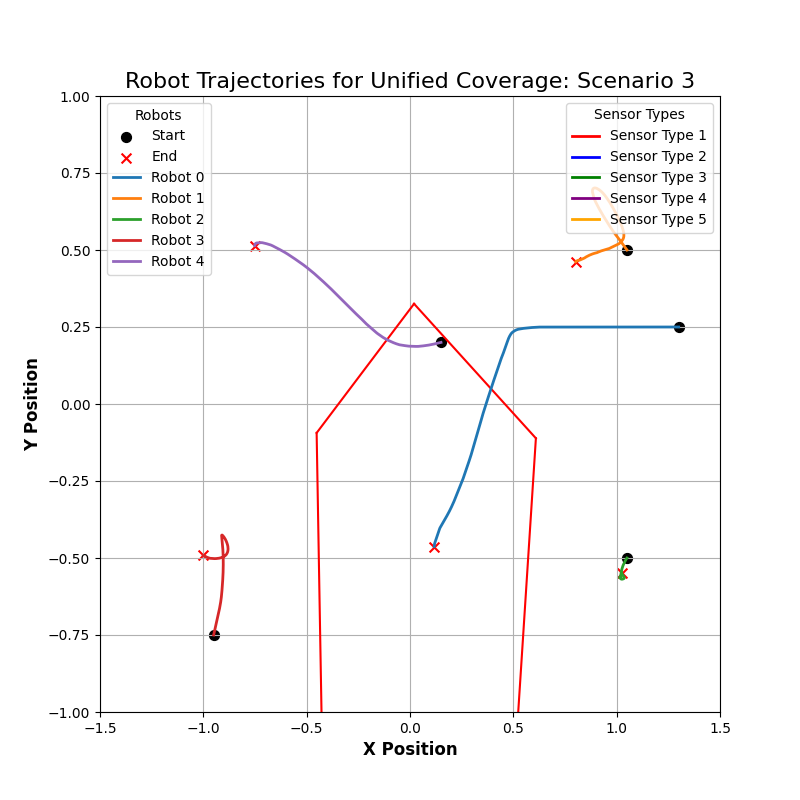 Robot Trajectories for Unified Coverage: Scenario 3
Robots
Start
End
Robot 0
Robot 1
Robot 2
Robot 3
Robot 4
Sensor Types
Sensor Type 1
Sensor Type 2
Sensor Type 3
Sensor Type 4
Sensor Type 5
Y Position
1.00
0.75
0.50
0.25
0.00
−0.25
−0.50
−0.75
−1.00
−1.5
−1.0
−0.5
0.0
0.5
1.0
1.5
X Position